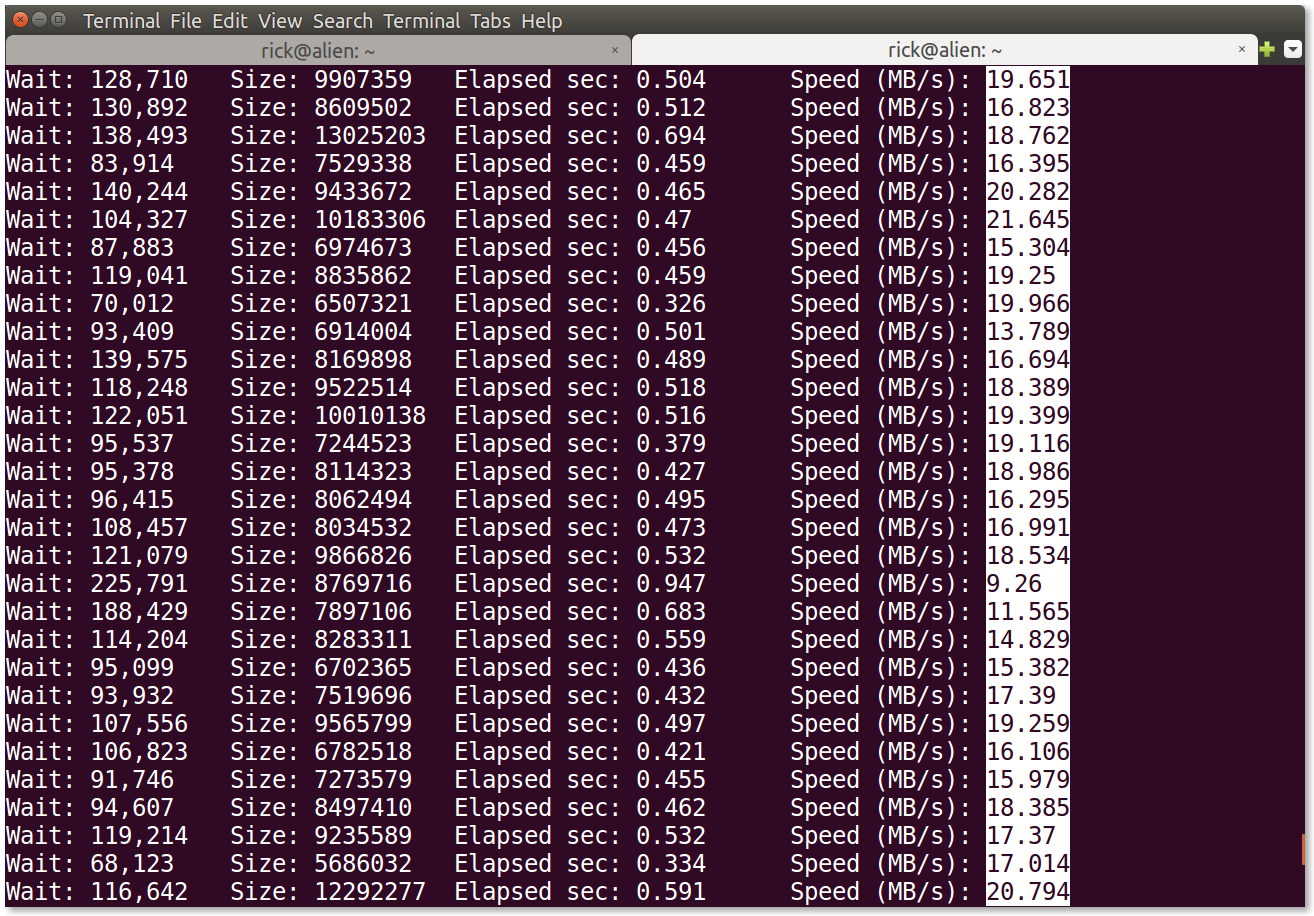 Terminal File Edit View Search Terminal Tabs Help
rick@alien: ~ × rick@alien: ~ ×
Wait: 128,710 Size: 9907359 Elapsed sec: 0.504 Speed (MB/s): 19.651
Wait: 130,892 Size: 8609502 Elapsed sec: 0.512 Speed (MB/s): 16.823
Wait: 138,493 Size: 13025203 Elapsed sec: 0.694 Speed (MB/s): 18.762
Wait: 83,914 Size: 7529338 Elapsed sec: 0.459 Speed (MB/s): 16.395
Wait: 140,244 Size: 9433672 Elapsed sec: 0.465 Speed (MB/s): 20.282
Wait: 104,327 Size: 10183306 Elapsed sec: 0.47 Speed (MB/s): 21.645
Wait: 87,883 Size: 6974673 Elapsed sec: 0.456 Speed (MB/s): 15.304
Wait: 119,041 Size: 8835862 Elapsed sec: 0.459 Speed (MB/s): 19.25
Wait: 70,012 Size: 6507321 Elapsed sec: 0.326 Speed (MB/s): 19.966
Wait: 93,409 Size: 6914004 Elapsed sec: 0.501 Speed (MB/s): 13.789
Wait: 139,575 Size: 8169898 Elapsed sec: 0.489 Speed (MB/s): 16.694
Wait: 118,248 Size: 9522514 Elapsed sec: 0.518 Speed (MB/s): 18.389
Wait: 122,051 Size: 10010138 Elapsed sec: 0.516 Speed (MB/s): 19.399
Wait: 95,537 Size: 7244523 Elapsed sec: 0.379 Speed (MB/s): 19.116
Wait: 95,378 Size: 8114323 Elapsed sec: 0.427 Speed (MB/s): 18.986
Wait: 96,415 Size: 8062494 Elapsed sec: 0.495 Speed (MB/s): 16.295
Wait: 108,457 Size: 8034532 Elapsed sec: 0.473 Speed (MB/s): 16.991
Wait: 121,079 Size: 9866826 Elapsed sec: 0.532 Speed (MB/s): 18.534
Wait: 225,791 Size: 8769716 Elapsed sec: 0.947 Speed (MB/s): 9.26
Wait: 188,429 Size: 7897106 Elapsed sec: 0.683 Speed (MB/s): 11.565
Wait: 114,204 Size: 8283311 Elapsed sec: 0.559 Speed (MB/s): 14.829
Wait: 95,099 Size: 6702365 Elapsed sec: 0.436 Speed (MB/s): 15.382
Wait: 93,932 Size: 7519696 Elapsed sec: 0.432 Speed (MB/s): 17.39
Wait: 107,556 Size: 9565799 Elapsed sec: 0.497 Speed (MB/s): 19.259
Wait: 106,823 Size: 6782518 Elapsed sec: 0.421 Speed (MB/s): 16.106
Wait: 91,746 Size: 7273579 Elapsed sec: 0.455 Speed (MB/s): 15.979
Wait: 94,607 Size: 8497410 Elapsed sec: 0.462 Speed (MB/s): 18.385
Wait: 119,214 Size: 9235589 Elapsed sec: 0.532 Speed (MB/s): 17.37
Wait: 68,123 Size: 5686032 Elapsed sec: 0.334 Speed (MB/s): 17.014
Wait: 116,642 Size: 12292277 Elapsed sec: 0.591 Speed (MB/s): 20.794